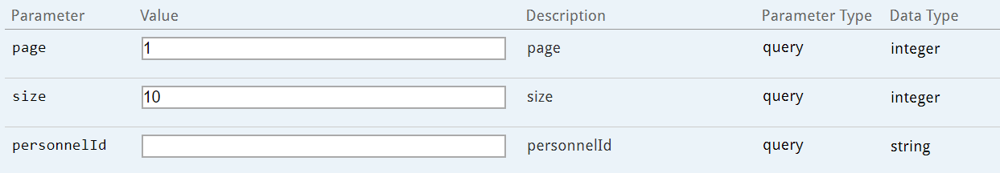 Parameter Value Description Parameter Type Data Type
page 1 page query integer
size 10 size query integer
personnelId personnelId query string